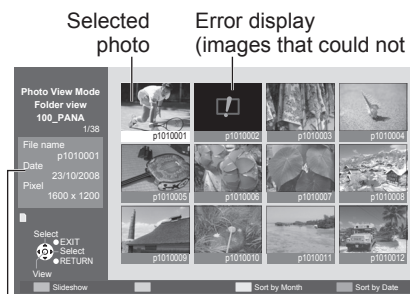 Selected photo
Error display (images that could not
Photo View Mode
Folder view
100_PANA
1/38
File name
p1010001
Date
23/10/2008
Pixel
1600 x 1200
Select
EXIT
Select
RETURN
View
p1010001
p1010002
p1010003
p1010004
p1010005
p1010006
p1010007
p1010008
p1010009
p1010010
p1010011
p1010012
Slideshow
Sort by Month
Sort by Date